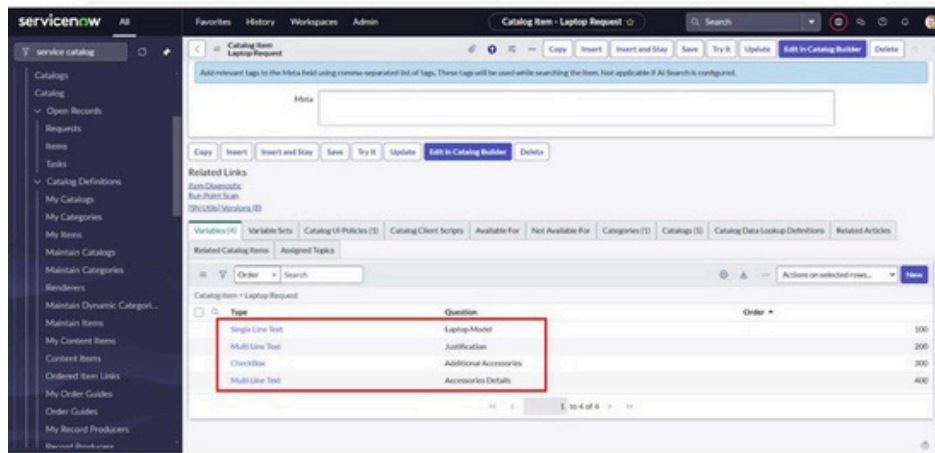 servicenow All Favorites History Workspaces Admin Catalog Item - Laptop Request Search
service catalog
Catalogs
Catalog
Open Records
Requests
Items
Tasks
Catalog Definitions
My Catalogs
My Categories
My Items
Maintain Catalogs
Maintain Categories
Renderers
Maintain Dynamic Categori...
Maintain Items
My Content Items
Content Items
Ordered Item Links
My Order Guides
Order Guides
My Record Producers
Record Producers
Catalog Item
Laptop Request
Copy Insert Insert and Stay Save Try It Update Edit in Catalog Builder Delete
Add relevant tags to the Meta field using comma-separated list of tags. These tags will be used while searching the item. Not applicable if AI Search is configured.
Meta
Copy Insert Insert and Stay Save Try It Update Edit in Catalog Builder Delete
Related Links
Item Diagnostic
Run Point Scan
[SN Utils] Versions (8)
Variables (4) Variable Sets Catalog UI Policies (1) Catalog Client Scripts Available For Not Available For Categories (1) Catalogs (1) Catalog Data Lookup Definitions Related Articles
Related Catalog Items Assigned Topics
Order Search Actions on selected rows... New
Catalog Item = Laptop Request
Type Question Order
Single Line Text Laptop Model 100
Multi Line Text Justification 200
CheckBox Additional Accessories 300
Multi Line Text Accessories Details 400
1 to 4 of 4